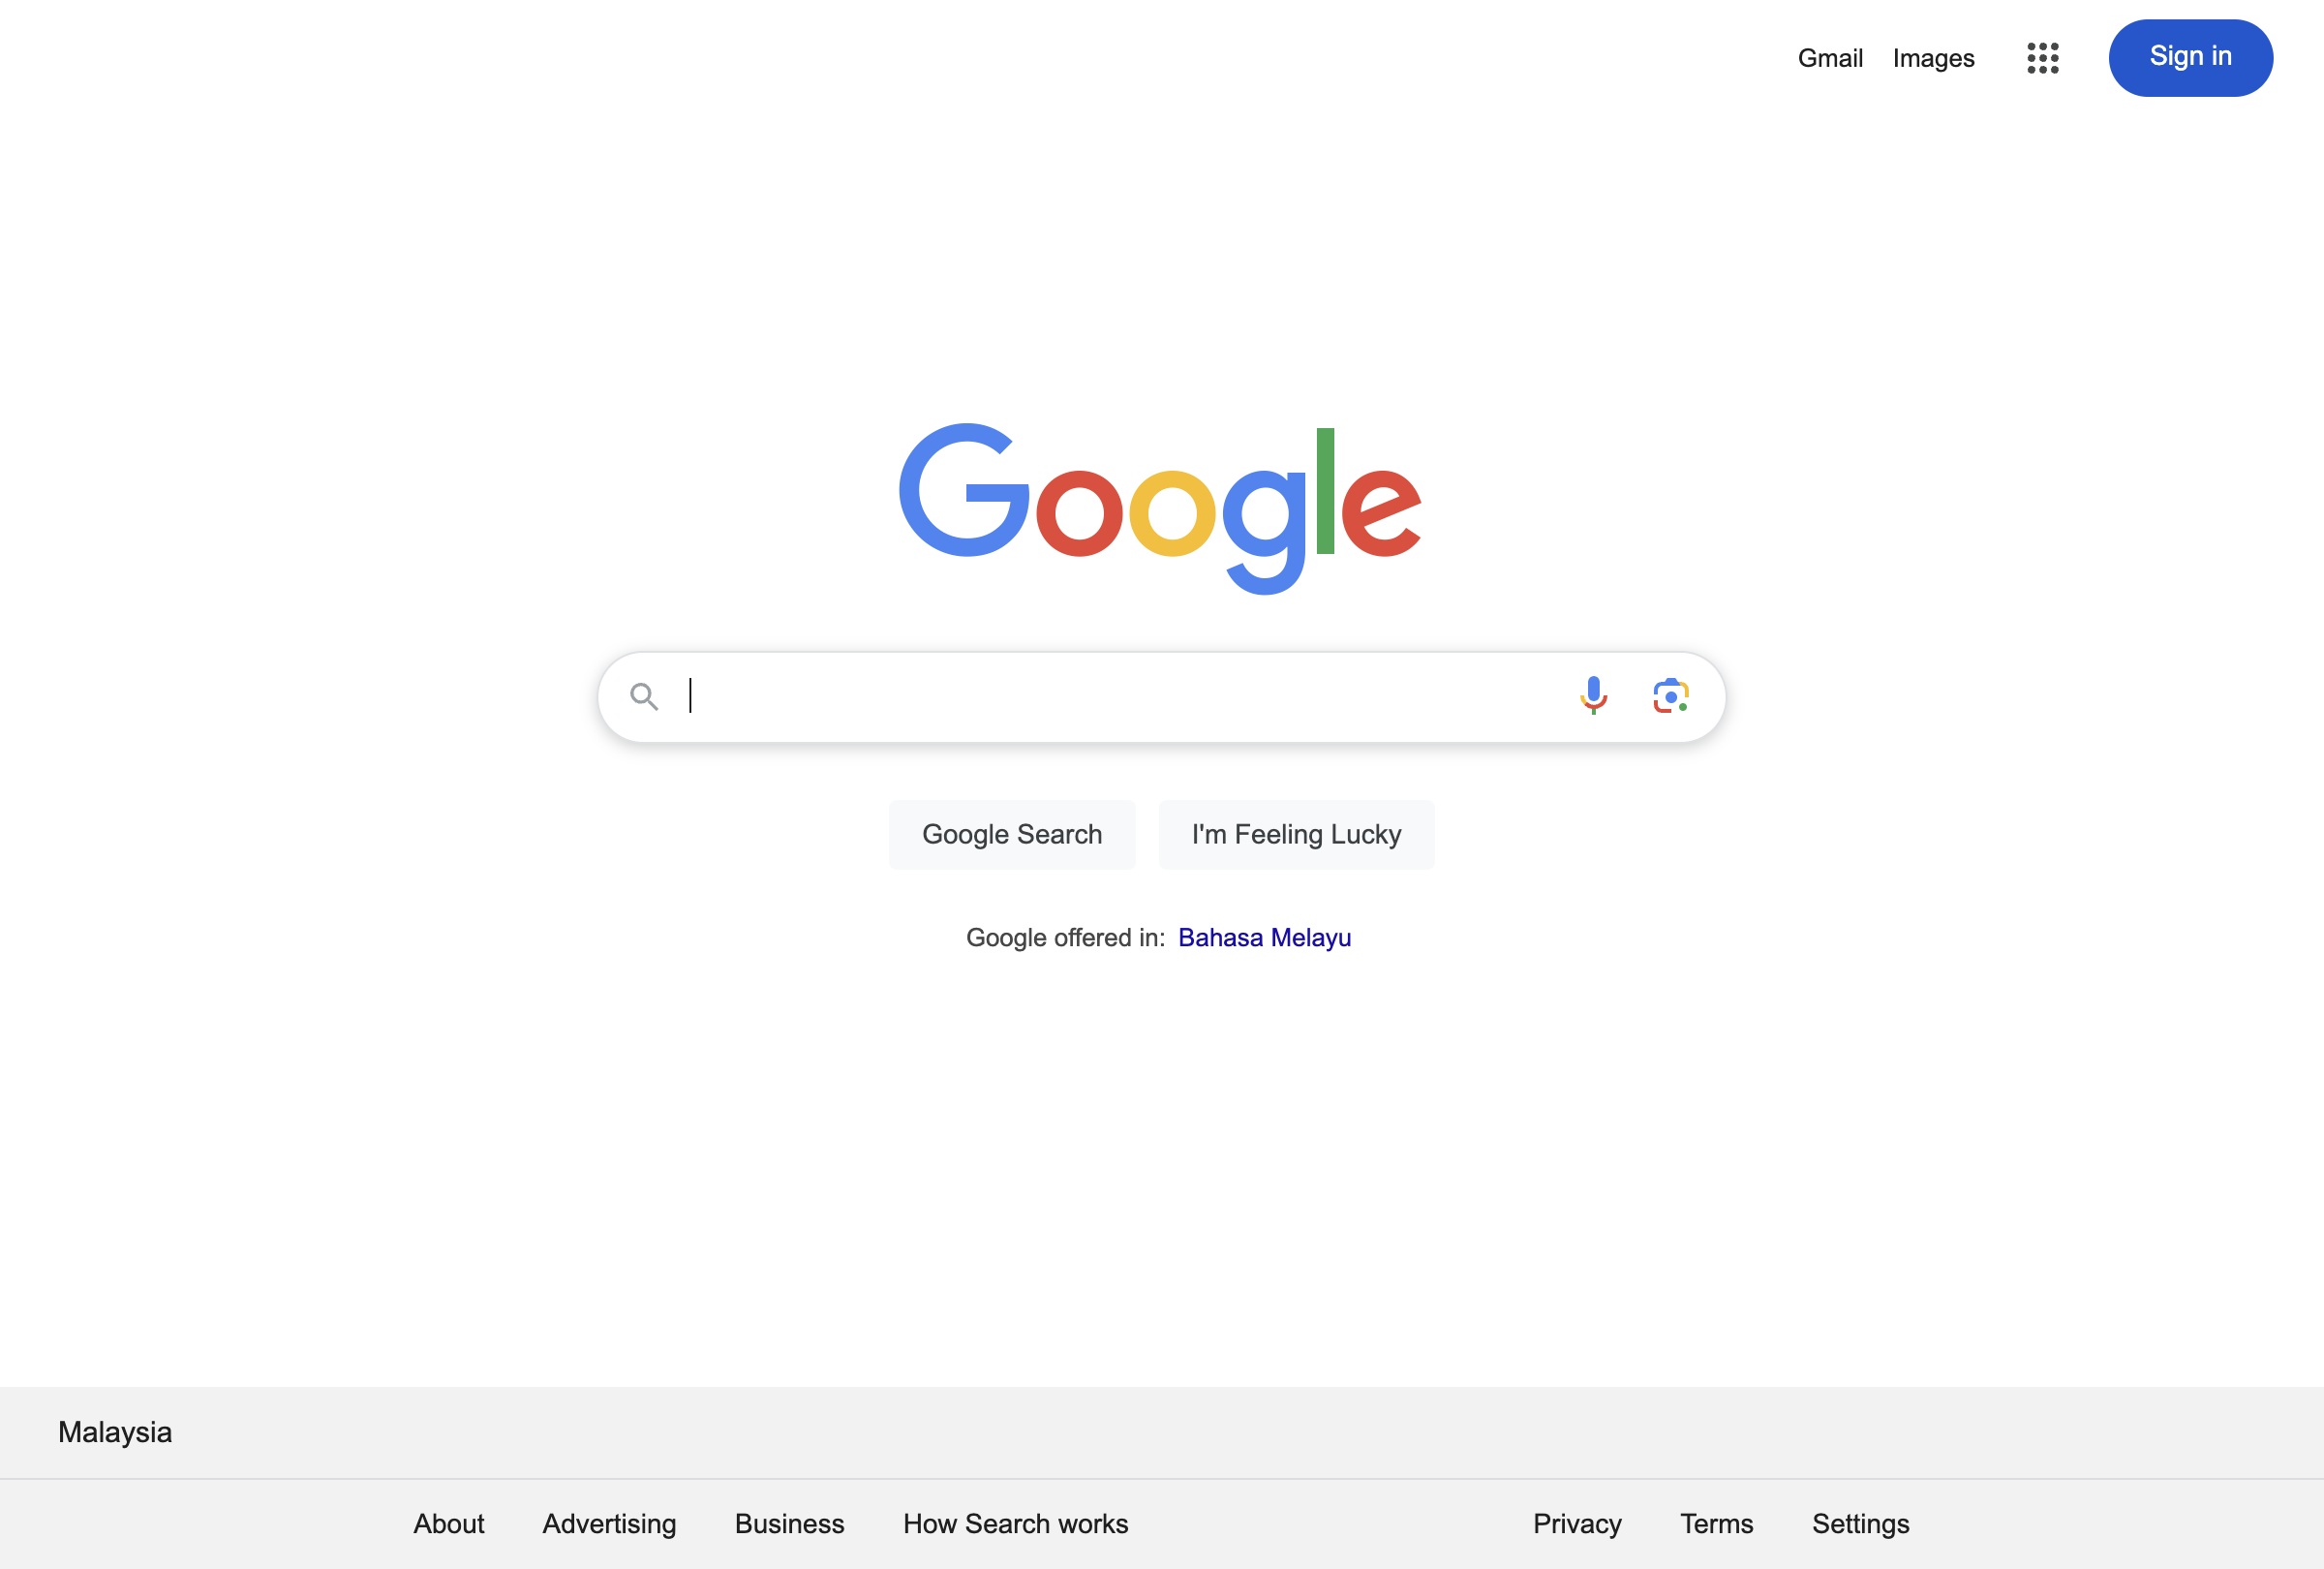 Gmail Images Sign in
Google
Google Search I'm Feeling Lucky
Google offered in: Bahasa Melayu
Malaysia
About Advertising Business How Search works Privacy Terms Settings